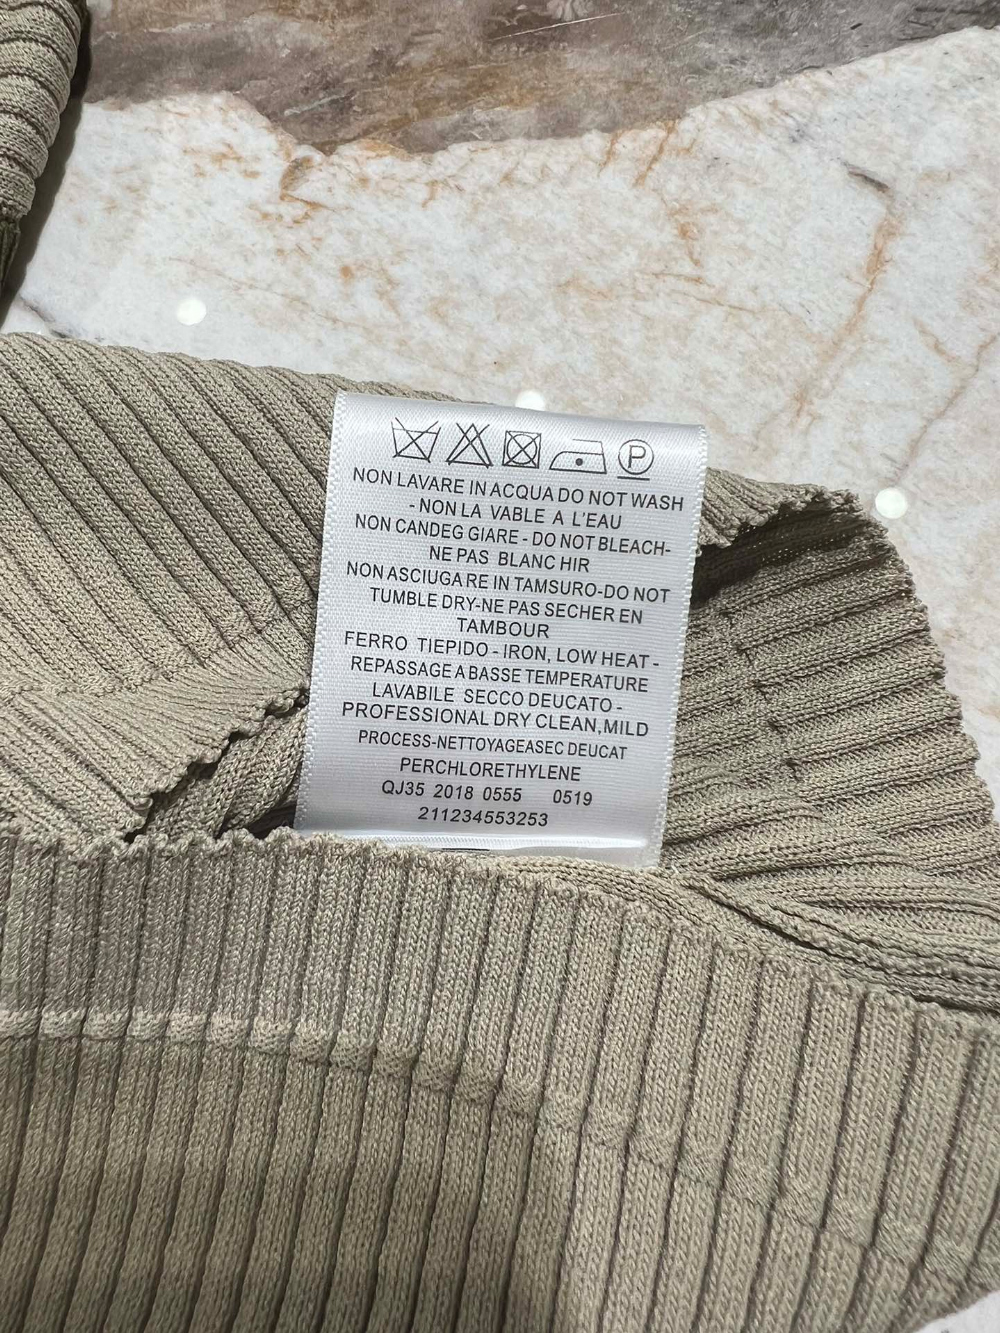 P
NON LAVARE IN ACQUA DO NOT WASH
- NON LA VABLE A L'EAU
NON CANDEG GIARE - DO NOT BLEACH-
NE PAS BLANC HIR
NON ASCIUGA RE IN TAMSURO-DO NOT
TUMBLE DRY-NE PAS SECHER EN
TAMBOUR
FERRO TIEPIDO - IRON, LOW HEAT -
REPASSAGE A BASSE TEMPERATURE
LAVABILE SECCO DEUCATO -
PROFESSIONAL DRY CLEAN,MILD
PROCESS-NETTOYAGEASEC DEUCAT
PERCHLORETHYLENE
QJ35 2018 0555 0519
211234553253